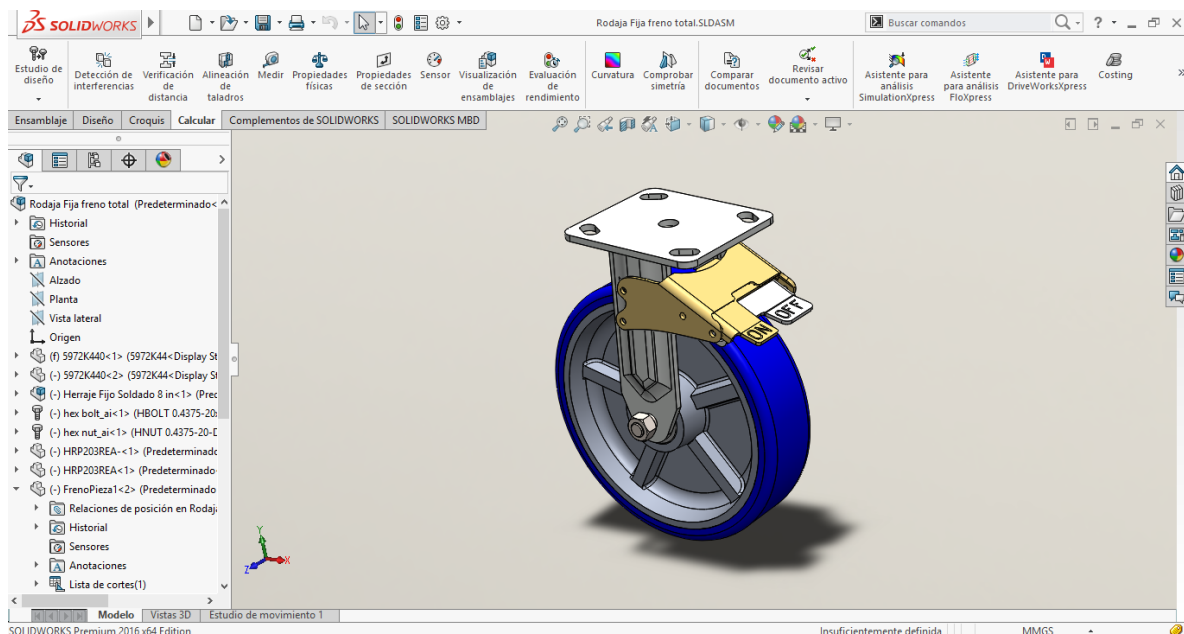 SOLIDWORKS
Rodaja Fija freno total.SLDASM
Buscar comandos
Estudio de diseño
Detección de interferencias
Verificación de distancia
Alineación de taladros
Medir
Propiedades físicas
Propiedades de sección
Sensor
Visualización de ensamblajes
Evaluación de rendimiento
Curvatura
Comprobar simetría
Comparar documentos
Revisar documento activo
Asistente para análisis SimulationXpress
Asistente para análisis FloXpress
Asistente para DriveWorksXpress
Costing
Ensamblaje
Diseño
Croquis
Calcular
Complementos de SOLIDWORKS
SOLIDWORKS MBD
Rodaja Fija freno total (Predeterminado<
Historial
Sensores
Anotaciones
Alzado
Planta
Vista lateral
Origen
(f) 5972K440<1> (5972K44<Display St
(-) 5972K440<2> (5972K44<Display St
(-) Herraje Fijo Soldado 8 in<1> (Prec
(-) hex bolt_ai<1> (HBOLT 0.4375-20
(-) hex nut_ai<1> (HNUT 0.4375-20-D
(-) HRP203REA-<1> (Predeterminado
(-) HRP203REA<1> (Predeterminado
(-) FrenoPieza1<2> (Predeterminado
Relaciones de posición en Rodaj
Historial
Sensores
Anotaciones
Lista de cortes(1)
OFF
ON
Y
X
Z
Modelo
Vistas 3D
Estudio de movimiento 1
SOLIDWORKS Premium 2016 x64 Edition
Insuficientemente definida
MMGS